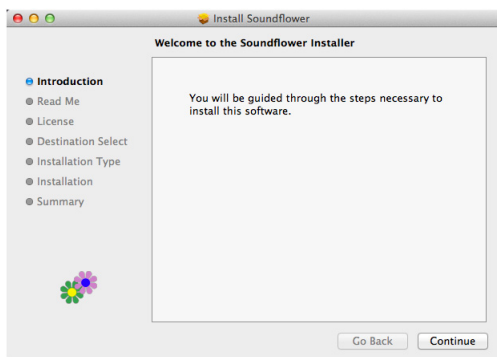 Install Soundflower
Welcome to the Soundflower Installer
Introduction
Read Me
License
Destination Select
Installation Type
Installation
Summary
You will be guided through the steps necessary to
install this software.
Go Back
Continue